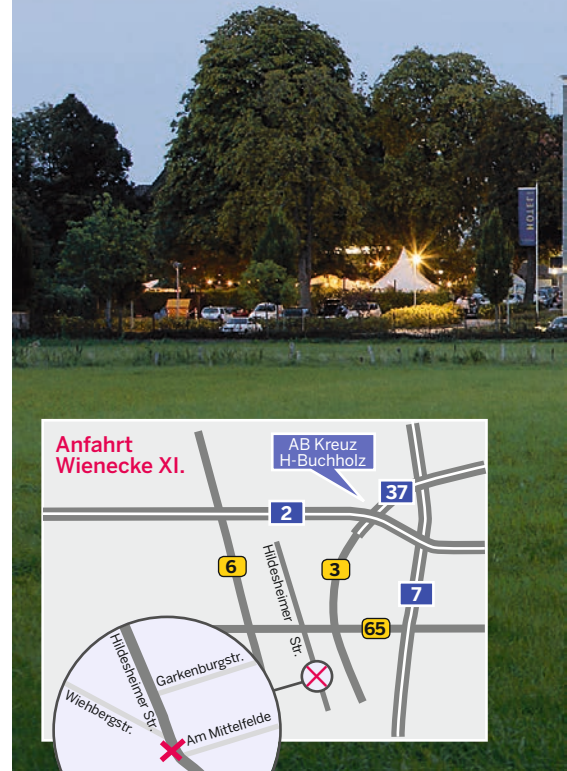 HOTEL
Anfahrt
Wienecke XI.
AB Kreuz
H-Buchholz
37
2
6
Hildesheimer
Str.
3
7
65
Hildesheimer Str.
Garkenburgstr.
Wiehbergstr.
Am Mittelfelde